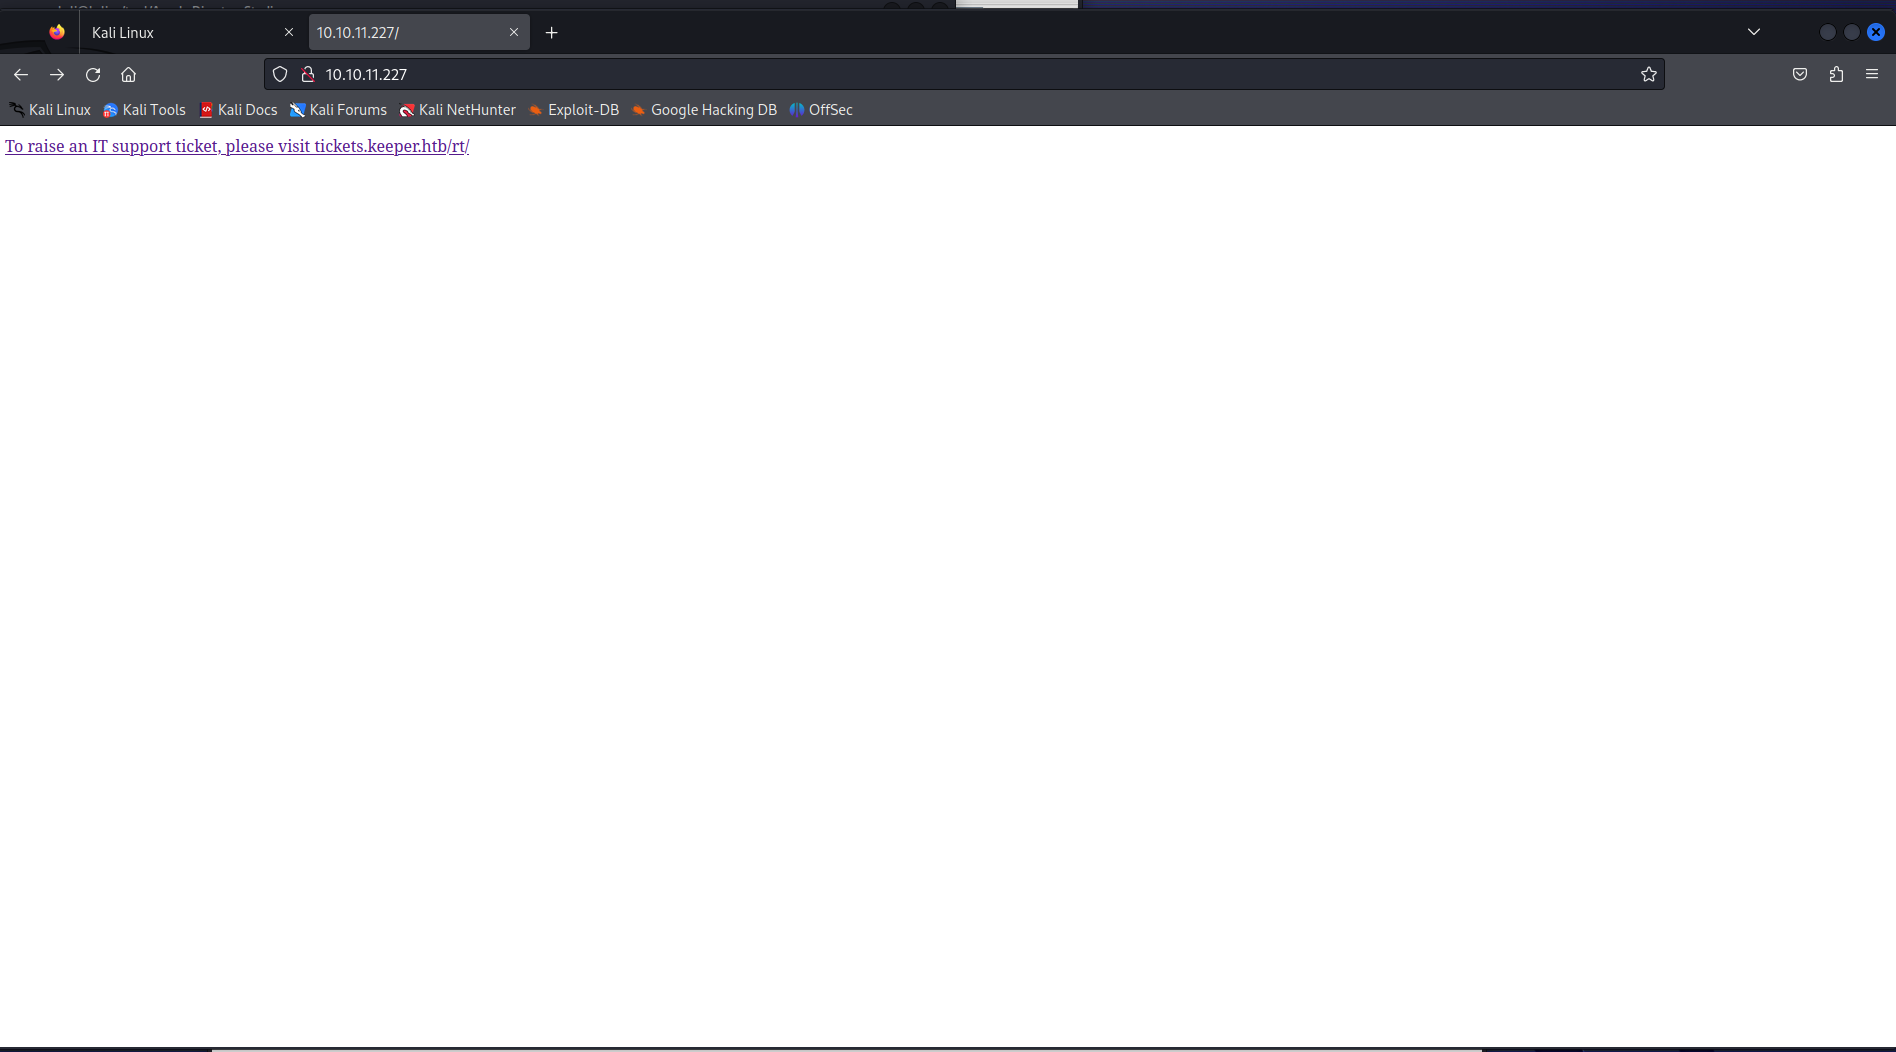 Kali Linux
10.10.11.227/
10.10.11.227
Kali Linux Kali Tools Kali Docs Kali Forums Kali NetHunter Exploit-DB Google Hacking DB OffSec
To raise an IT support ticket, please visit tickets.keeper.htb/rt/